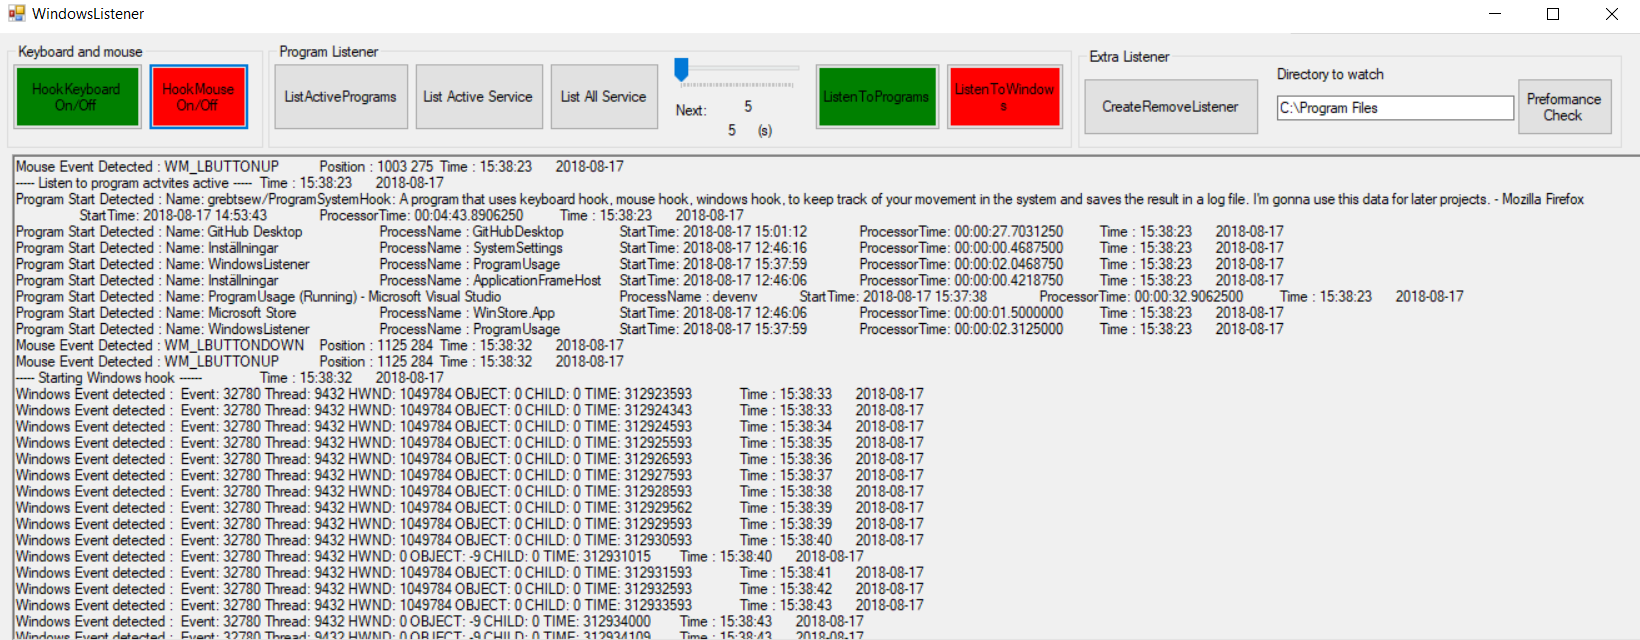 WindowsListener
Keyboard and mouse
Program Listener
Extra Listener
HookKeyboard
On/Off
HookMouse
On/Off
ListActivePrograms
List Active Service
List All Service
Next: 5
5 (s)
ListenToPrograms
ListenToWindow
s
CreateRemoveListener
Directory to watch
C:\Program Files
Preformance
Check
Mouse Event Detected : WM_LBUTTONUP Position : 1003 275 Time : 15:38:23 2018-08-17
----- Listen to program actvites active ----- Time : 15:38:23 2018-08-17
Program Start Detected : Name: grebtsew/ProgramSystemHook: A program that uses keyboard hook, mouse hook, windows hook, to keep track of your movement in the system and saves the result in a log file. I'm gonna use this data for later projects. - Mozilla Firefox
StartTime: 2018-08-17 14:53:43 ProcessorTime: 00:04:43.8906250 Time : 15:38:23 2018-08-17
Program Start Detected : Name: GitHub Desktop ProcessName : GitHubDesktop StartTime: 2018-08-17 15:01:12 ProcessorTime: 00:00:27.7031250 Time : 15:38:23 2018-08-17
Program Start Detected : Name: Inställningar ProcessName : SystemSettings StartTime: 2018-08-17 12:46:16 ProcessorTime: 00:00:00.4687500 Time : 15:38:23 2018-08-17
Program Start Detected : Name: WindowsListener ProcessName : ProgramUsage StartTime: 2018-08-17 15:37:59 ProcessorTime: 00:00:02.0468750 Time : 15:38:23 2018-08-17
Program Start Detected : Name: Inställningar ProcessName : ApplicationFrameHost StartTime: 2018-08-17 12:46:06 ProcessorTime: 00:00:00.4218750 Time : 15:38:23 2018-08-17
Program Start Detected : Name: ProgramUsage (Running) - Microsoft Visual Studio ProcessName : devenv StartTime: 2018-08-17 15:37:38 ProcessorTime: 00:00:32.9062500 Time : 15:38:23 2018-08-17
Program Start Detected : Name: Microsoft Store ProcessName : WinStore.App StartTime: 2018-08-17 12:46:06 ProcessorTime: 00:00:01.5000000 Time : 15:38:23 2018-08-17
Program Start Detected : Name: WindowsListener ProcessName : ProgramUsage StartTime: 2018-08-17 15:37:59 ProcessorTime: 00:00:02.3125000 Time : 15:38:23 2018-08-17
Mouse Event Detected : WM_LBUTTONDOWN Position : 1125 284 Time : 15:38:32 2018-08-17
Mouse Event Detected : WM_LBUTTONUP Position : 1125 284 Time : 15:38:32 2018-08-17
----- Starting Windows hook ------ Time : 15:38:32 2018-08-17
Windows Event detected : Event: 32780 Thread: 9432 HWND: 1049784 OBJECT: 0 CHILD: 0 TIME: 312923593 Time : 15:38:33 2018-08-17
Windows Event detected : Event: 32780 Thread: 9432 HWND: 1049784 OBJECT: 0 CHILD: 0 TIME: 312924343 Time : 15:38:33 2018-08-17
Windows Event detected : Event: 32780 Thread: 9432 HWND: 1049784 OBJECT: 0 CHILD: 0 TIME: 312924593 Time : 15:38:34 2018-08-17
Windows Event detected : Event: 32780 Thread: 9432 HWND: 1049784 OBJECT: 0 CHILD: 0 TIME: 312925593 Time : 15:38:35 2018-08-17
Windows Event detected : Event: 32780 Thread: 9432 HWND: 1049784 OBJECT: 0 CHILD: 0 TIME: 312926593 Time : 15:38:36 2018-08-17
Windows Event detected : Event: 32780 Thread: 9432 HWND: 1049784 OBJECT: 0 CHILD: 0 TIME: 312927593 Time : 15:38:37 2018-08-17
Windows Event detected : Event: 32780 Thread: 9432 HWND: 1049784 OBJECT: 0 CHILD: 0 TIME: 312928593 Time : 15:38:38 2018-08-17
Windows Event detected : Event: 32780 Thread: 9432 HWND: 1049784 OBJECT: 0 CHILD: 0 TIME: 312929562 Time : 15:38:39 2018-08-17
Windows Event detected : Event: 32780 Thread: 9432 HWND: 1049784 OBJECT: 0 CHILD: 0 TIME: 312929593 Time : 15:38:39 2018-08-17
Windows Event detected : Event: 32780 Thread: 9432 HWND: 1049784 OBJECT: 0 CHILD: 0 TIME: 312930593 Time : 15:38:40 2018-08-17
Windows Event detected : Event: 32780 Thread: 9432 HWND: 0 OBJECT: -9 CHILD: 0 TIME: 312931015 Time : 15:38:40 2018-08-17
Windows Event detected : Event: 32780 Thread: 9432 HWND: 1049784 OBJECT: 0 CHILD: 0 TIME: 312931593 Time : 15:38:41 2018-08-17
Windows Event detected : Event: 32780 Thread: 9432 HWND: 1049784 OBJECT: 0 CHILD: 0 TIME: 312932593 Time : 15:38:42 2018-08-17
Windows Event detected : Event: 32780 Thread: 9432 HWND: 1049784 OBJECT: 0 CHILD: 0 TIME: 312933593 Time : 15:38:43 2018-08-17
Windows Event detected : Event: 32780 Thread: 9432 HWND: 0 OBJECT: -9 CHILD: 0 TIME: 312934000 Time : 15:38:43 2018-08-17
Windows Event detected : Event: 32780 Thread: 9432 HWND: 0 OBJECT: -9 CHILD: 0 TIME: 312934109 Time : 15:38:43 2018-08-17